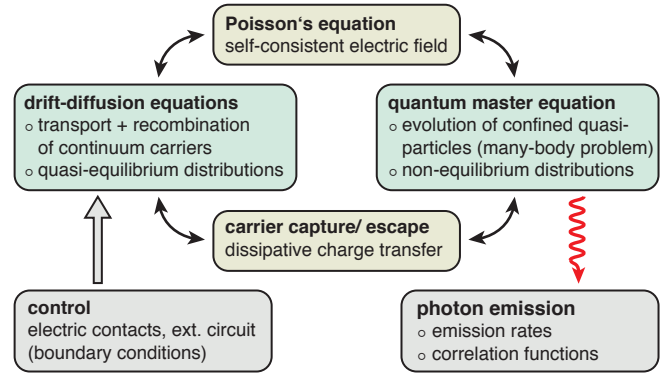 Poisson‘s equation
self-consistent electric field
drift-diffusion equations
○ transport + recombination
of continuum carriers
○ quasi-equilibrium distributions
quantum master equation
○ evolution of confined quasi-
particles (many-body problem)
○ non-equilibrium distributions
carrier capture/ escape
dissipative charge transfer
control
electric contacts, ext. circuit
(boundary conditions)
photon emission
○ emission rates
○ correlation functions